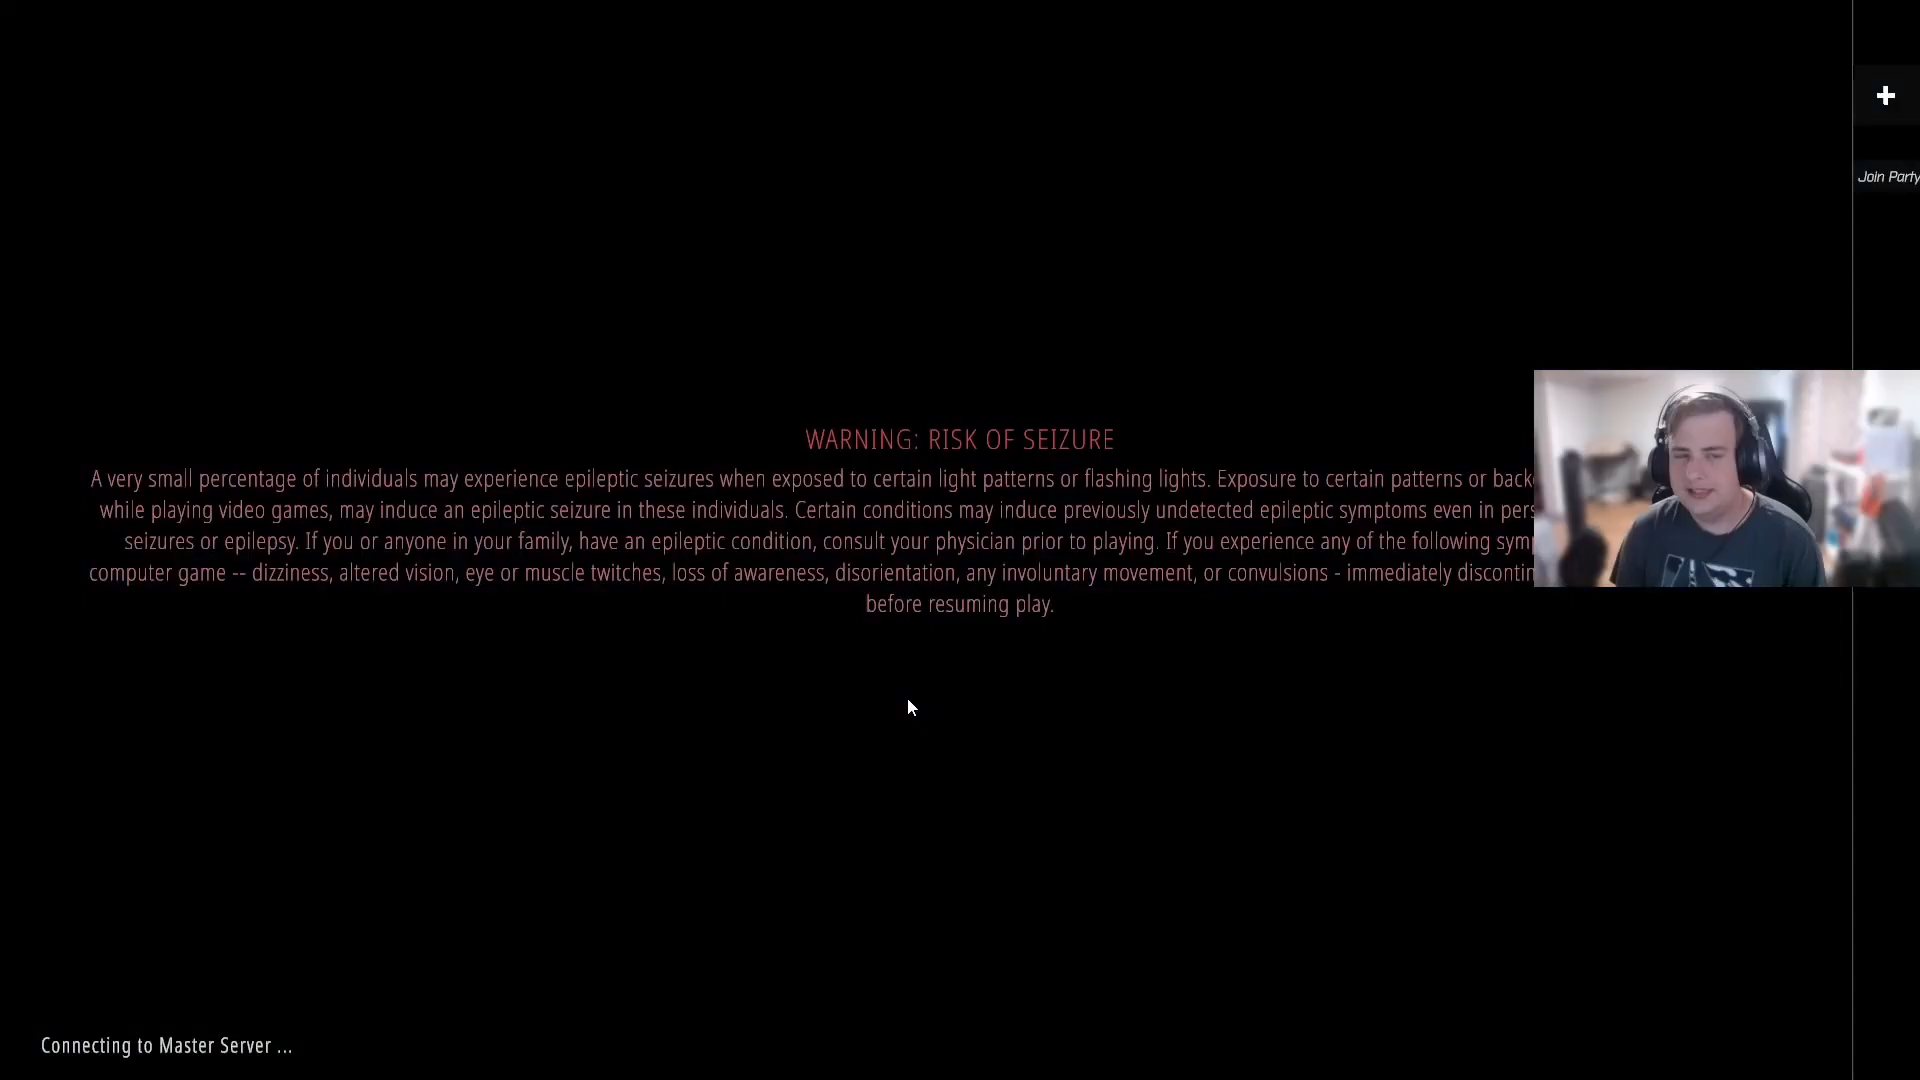 Join Party
WARNING: RISK OF SEIZURE
A very small percentage of individuals may experience epileptic seizures when exposed to certain light patterns or flashing lights. Exposure to certain patterns or
while playing video games, may induce an epileptic seizure in these individuals. Certain conditions may induce previously undetected epileptic symptoms even in
seizures or epilepsy. If you or anyone in your family, have an epileptic condition, consult your physician prior to playing. If you experience any of the following
computer game -- dizziness, altered vision, eye or muscle twitches, loss of awareness, disorientation, any involuntary movement, or convulsions - immediately
before resuming play.
Connecting to Master Server ...